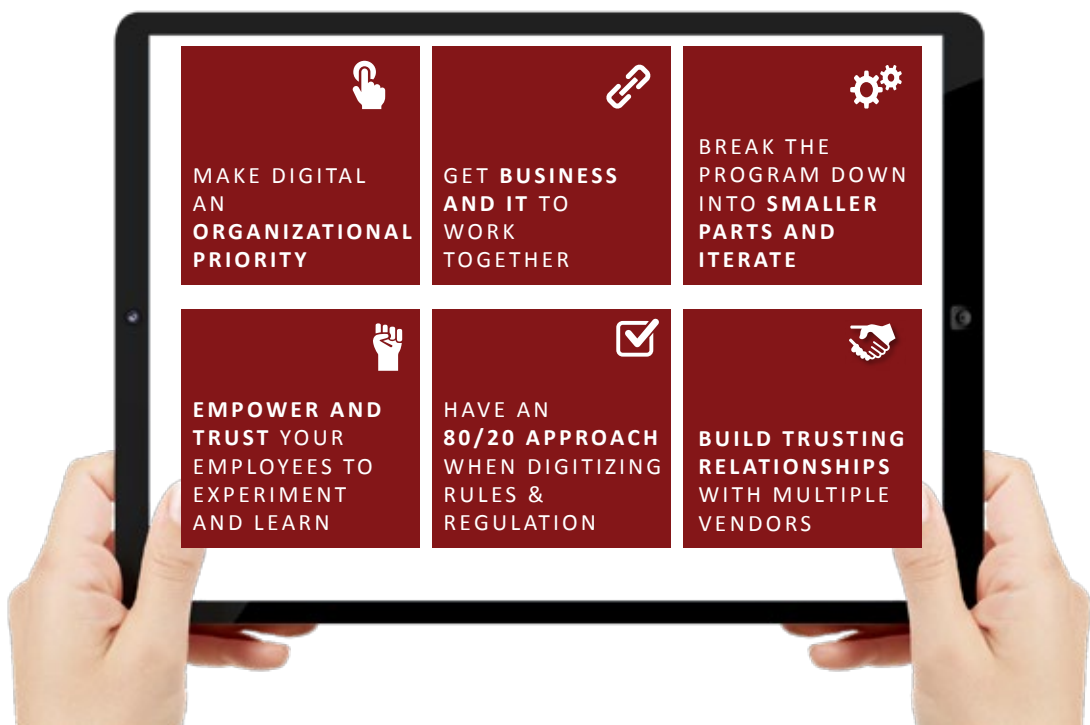 MAKE DIGITAL
AN
ORGANIZATIONAL
PRIORITY
GET BUSINESS
AND IT TO
WORK
TOGETHER
BREAK THE
PROGRAM DOWN
INTO SMALLER
PARTS AND
ITERATE
EMPOWER AND
TRUST YOUR
EMPLOYEES TO
EXPERIMENT
AND LEARN
HAVE AN
80/20 APPROACH
WHEN DIGITIZING
RULES &
REGULATION
BUILD TRUSTING
RELATIONSHIPS
WITH MULTIPLE
VENDORS